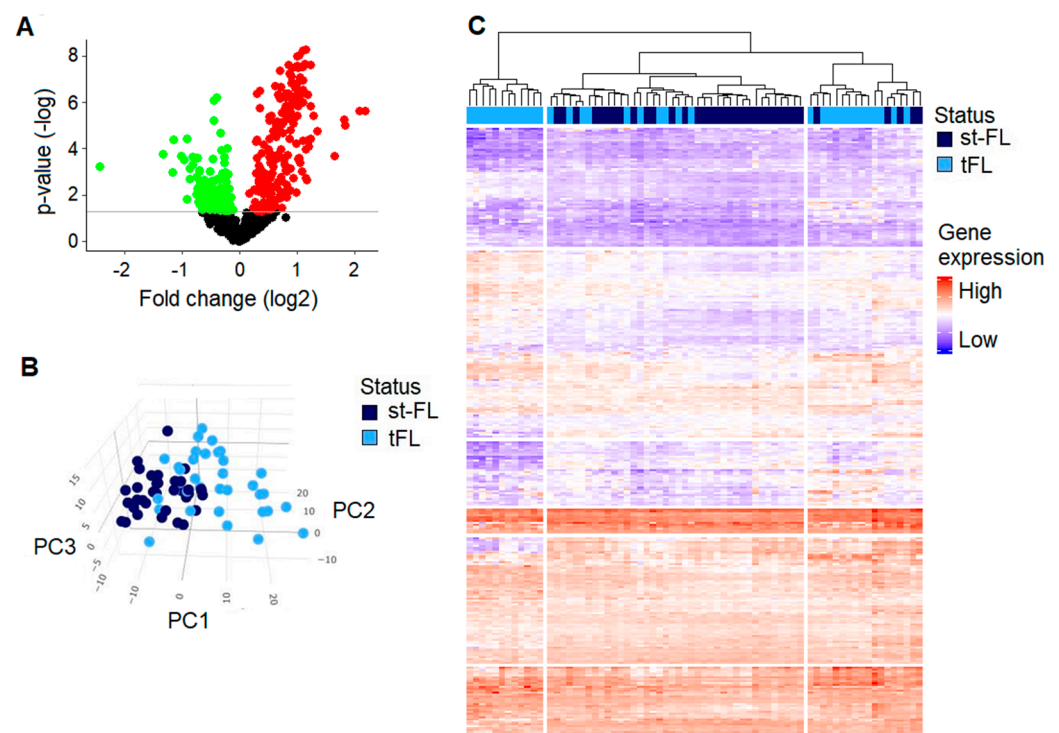 A
p-value (-log)
8
6
4
2
0
-2
-1
0
1
2
Fold change (log2)
B
Status
st-FL
tFL
15
10
5
0
-5
-10
PC3
-10
0
10
20
PC1
20
10
0
-10
PC2
C
Status
st-FL
tFL
Gene
expression
High
Low